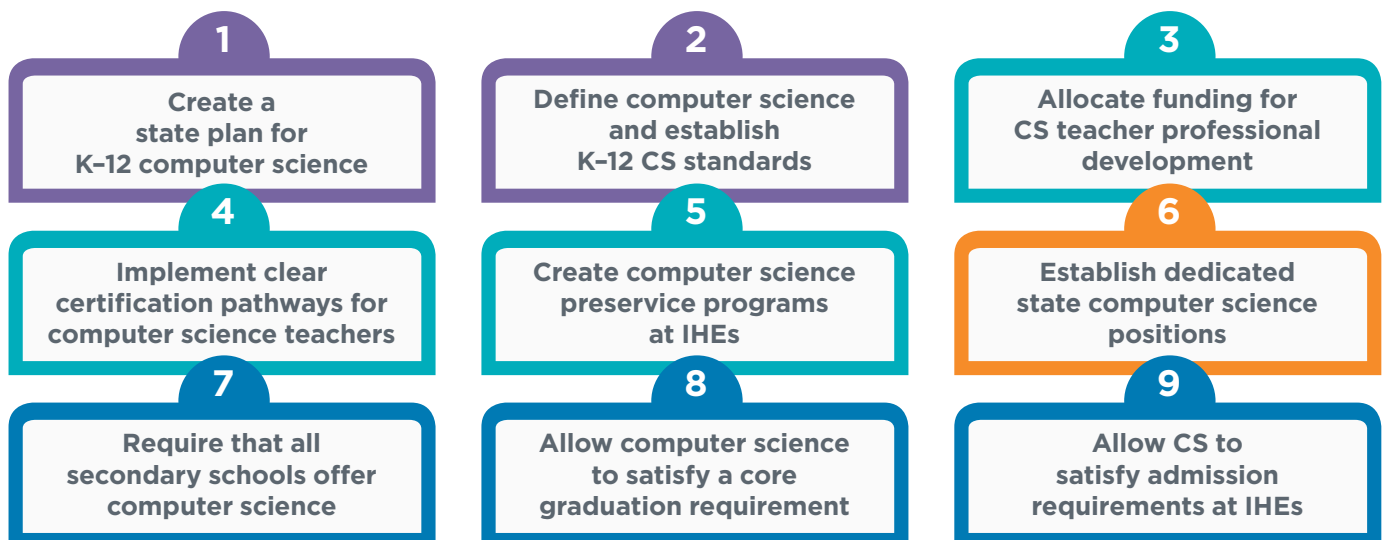 1
Create a
state plan for
K–12 computer science
2
Define computer science
and establish
K–12 CS standards
3
Allocate funding for
CS teacher professional
development
4
Implement clear
certification pathways for
computer science teachers
5
Create computer science
preservice programs
at IHEs
6
Establish dedicated
state computer science
positions
7
Require that all
secondary schools offer
computer science
8
Allow computer science
to satisfy a core
graduation requirement
9
Allow CS to
satisfy admission
requirements at IHEs